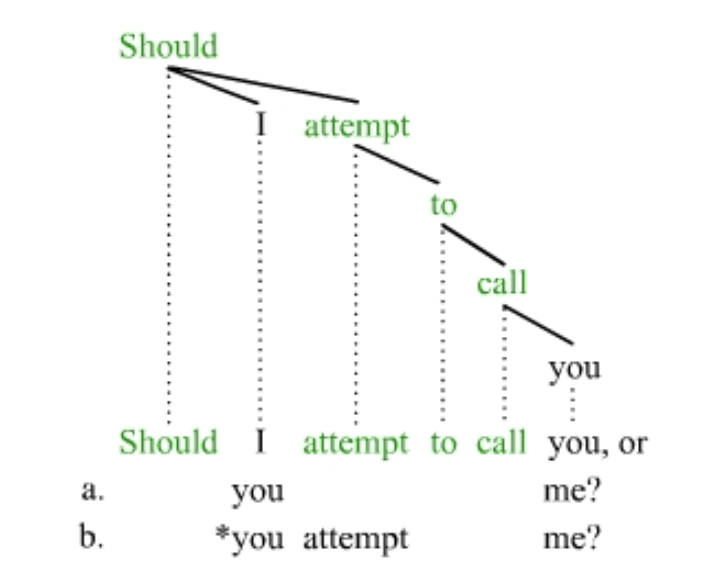 Should
I attempt
to
call
you
Should I attempt to call you, or
a. you me?
b. *you attempt me?